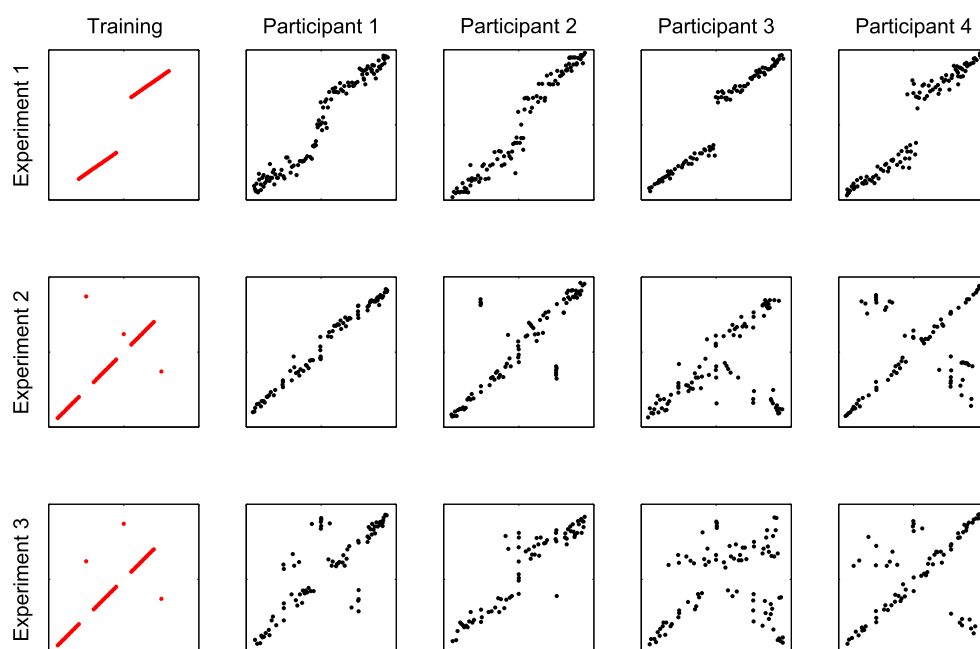 Training Participant 1 Participant 2 Participant 3 Participant 4
Experiment 1
Experiment 2
Experiment 3